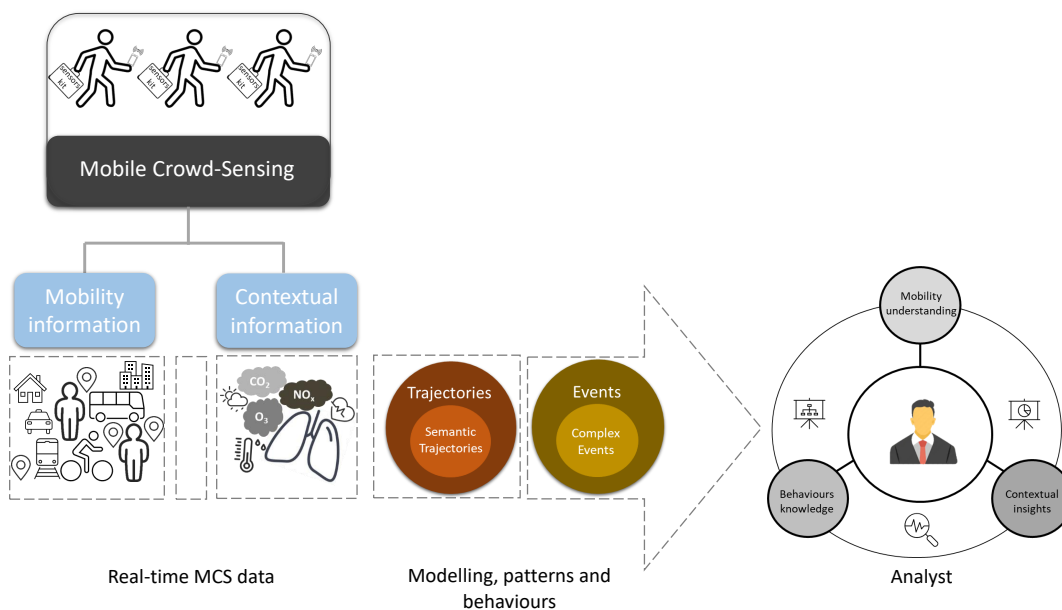 sensors
kit
sensors
kit
sensors
kit
Mobile Crowd-Sensing
Mobility
information
Contextual
information
CO₂
NOₓ
O₃
Trajectories
Semantic
Trajectories
Events
Complex
Events
Mobility
understanding
Behaviours
knowledge
Contextual
insights
Real-time MCS data
Modelling, patterns and
behaviours
Analyst